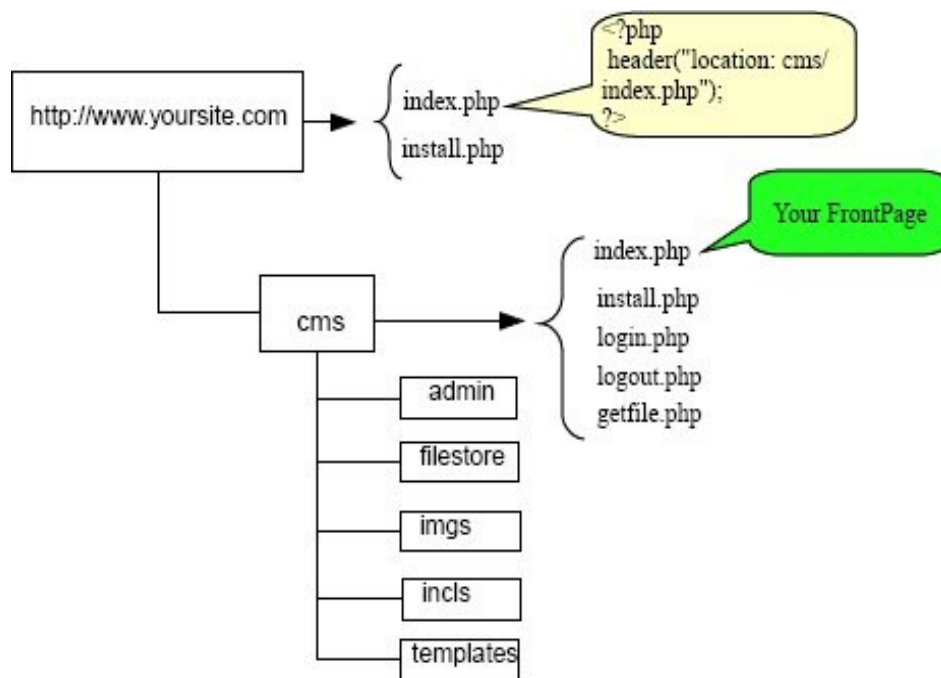 <?php
header("location: cms/
index.php");
?>
http://www.yoursite.com
index.php
install.php
Your FrontPage
index.php
install.php
login.php
logout.php
getfile.php
cms
admin
filestore
imgs
incls
templates